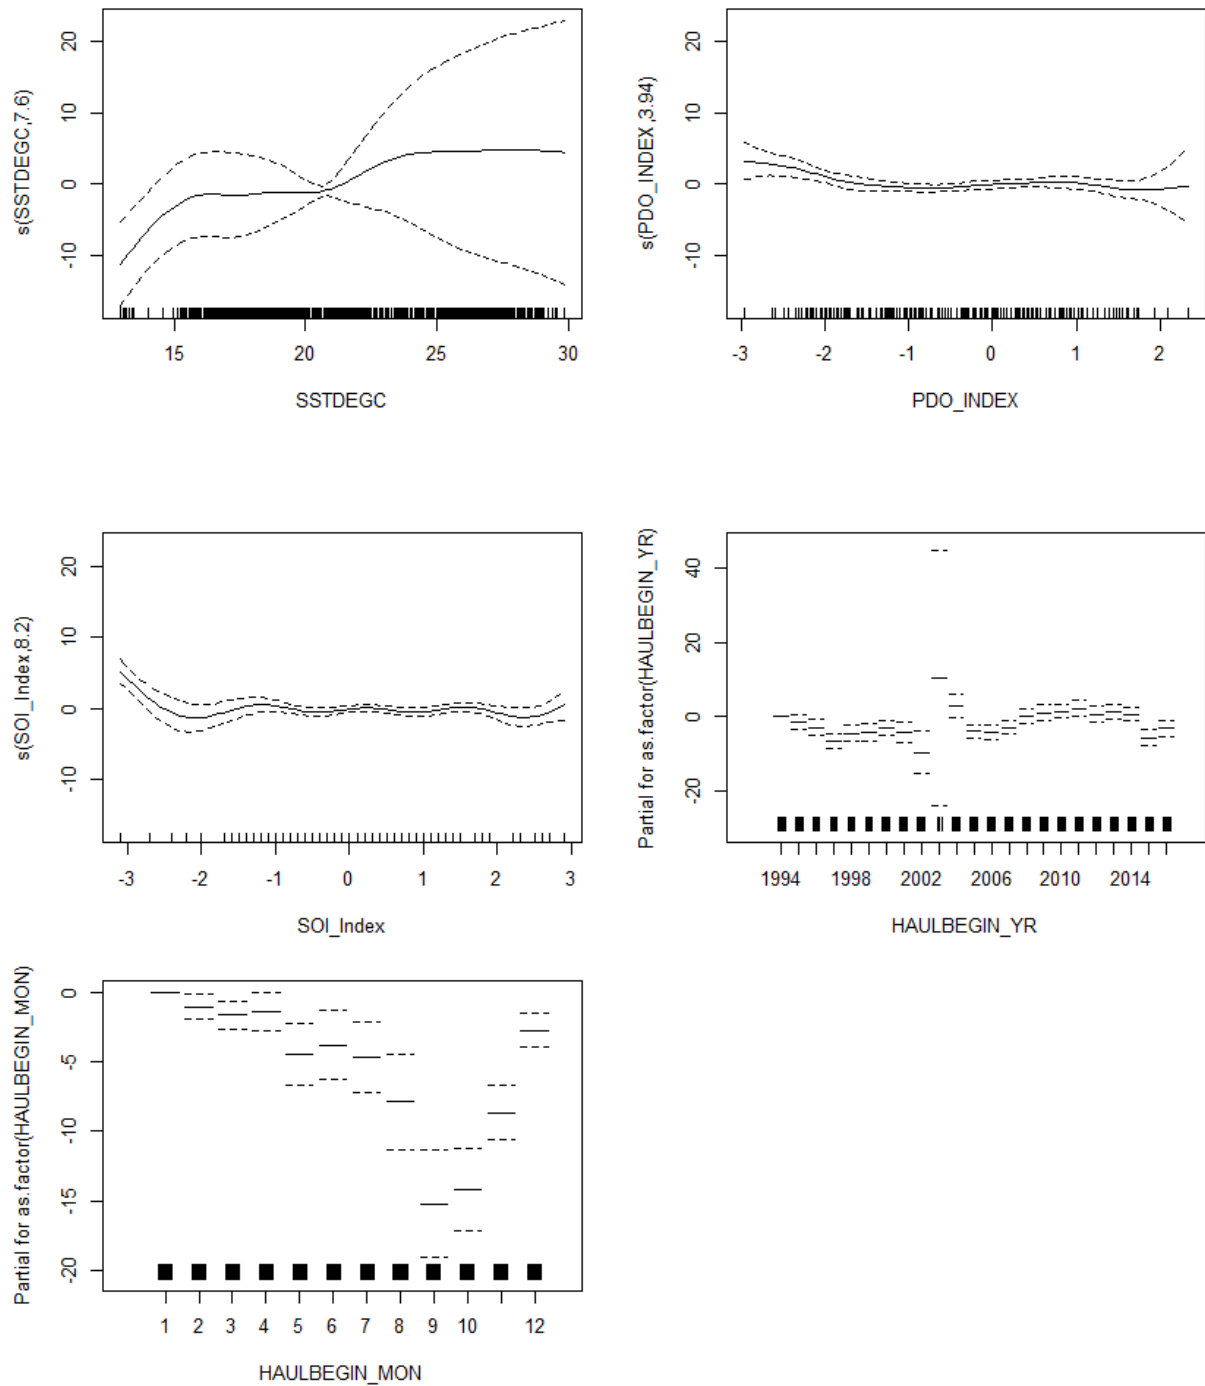 s(SSTDEGC,7.6)
20
10
0
-10
15 20 25 30
SSTDEGC
s(PDO_INDEX,3.94)
20
10
0
-10
-3 -2 -1 0 1 2
PDO_INDEX
s(SOI_Index,8.2)
20
10
0
-10
-3 -2 -1 0 1 2 3
SOI_Index
Partial for as.factor(HAULBEGIN_YR)
40
20
0
-20
1994 1998 2002 2006 2010 2014
HAULBEGIN_YR
Partial for as.factor(HAULBEGIN_MON)
0
-5
-10
-15
-20
1 2 3 4 5 6 7 8 9 10 12
HAULBEGIN_MON